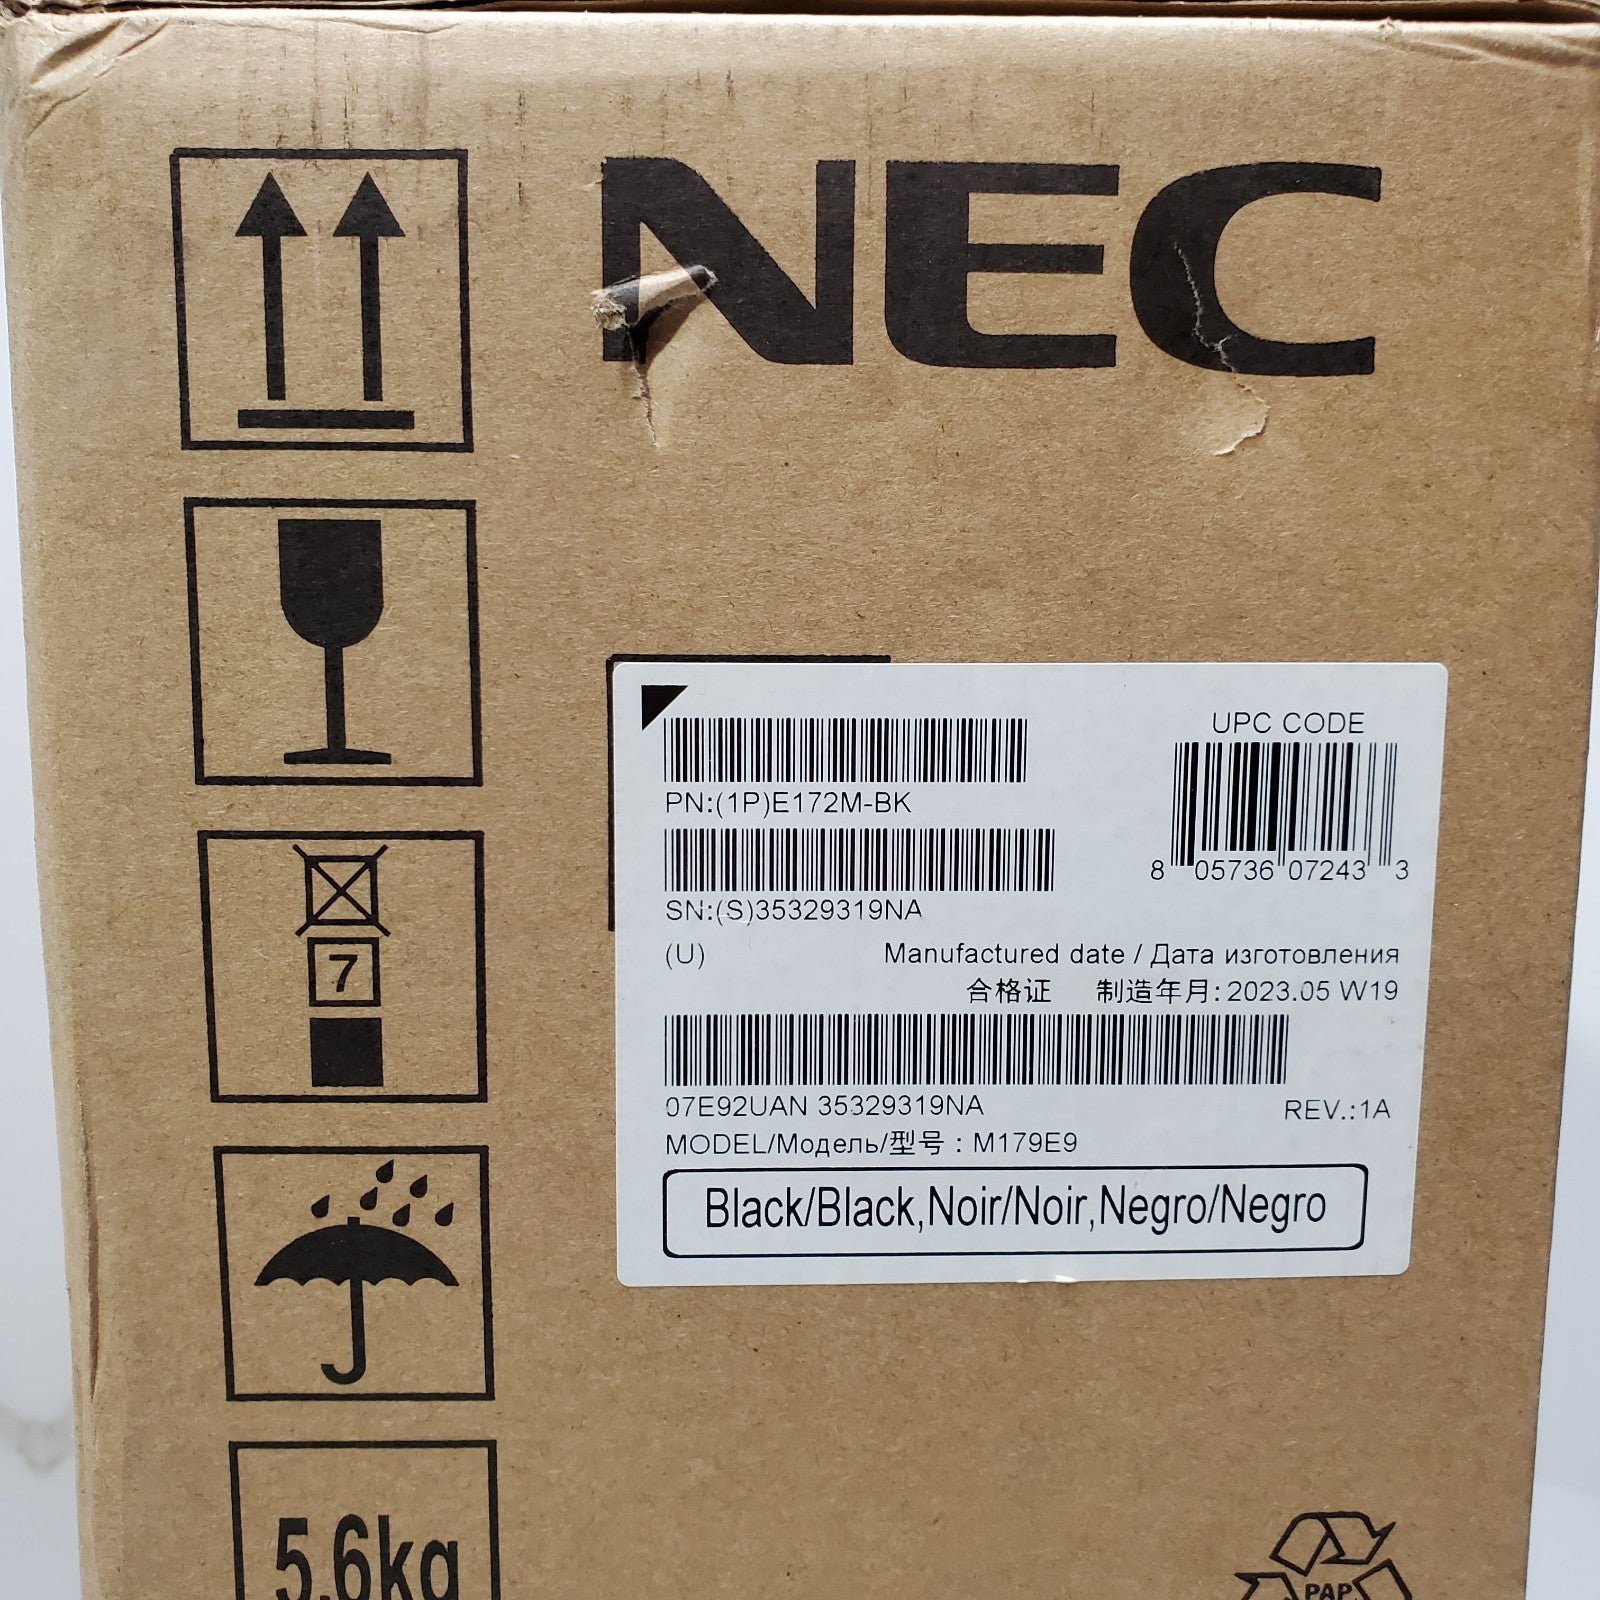 NEC
7
UPC CODE
PN:(1P)E172M-BK
8 05736 07243 3
SN:(S)35329319NA
(U) Manufactured date / Дата изготовления
合格证 制造年月: 2023.05 W19
07E92UAN 35329319NA REV.:1A
MODEL/Модель/型号 : M179E9
Black/Black,Noir/Noir,Negro/Negro
5.6kg
PAP